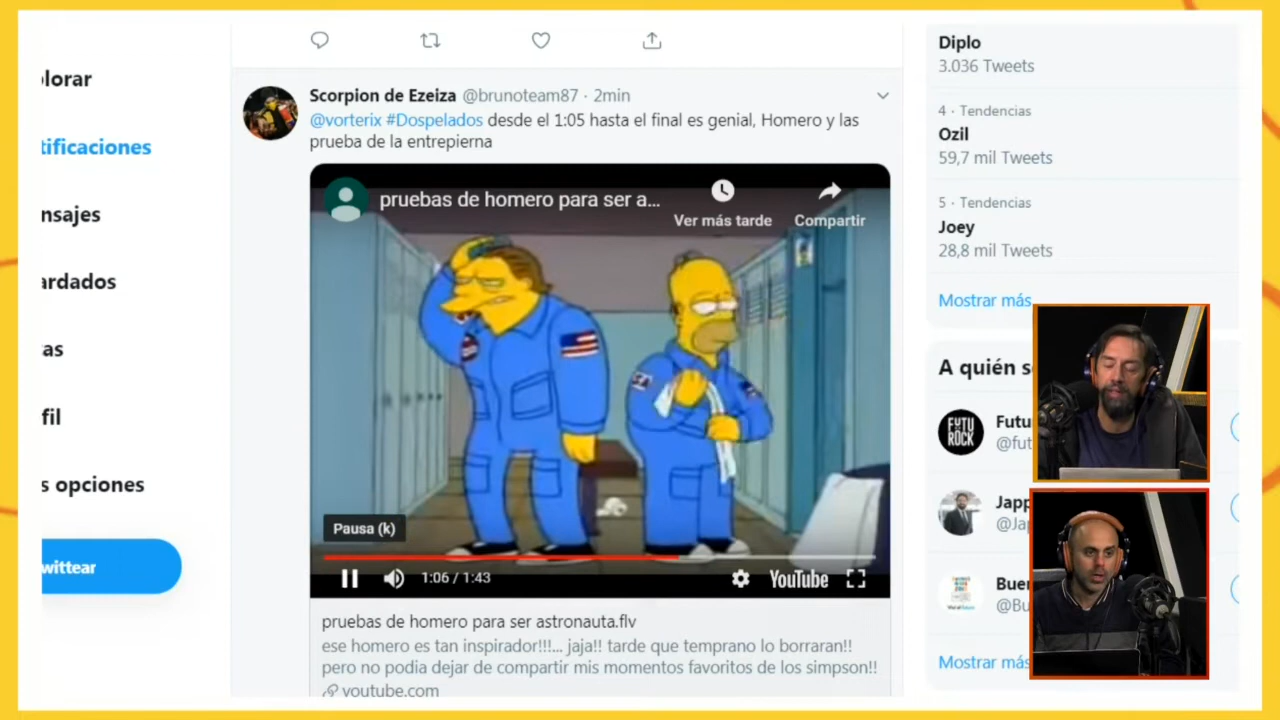 lorar
tificaciones
nsajes
ardados
as
fil
s opciones
wittear
Scorpion de Ezeiza @brunoteam87 · 2min
@vorterix #Dospelados desde el 1:05 hasta el final es genial, Homero y las
prueba de la entrepierna
pruebas de homero para ser a...
Ver más tarde
Compartir
Pausa (k)
1:06 / 1:43
YouTube
pruebas de homero para ser astronauta.flv
ese homero es tan inspirador!!!... jaja!! tarde que temprano lo borraran!!
pero no podia dejar de compartir mis momentos favoritos de los simpson!!
youtube.com
Diplo
3.036 Tweets
4 · Tendencias
Ozil
59,7 mil Tweets
5 · Tendencias
Joey
28,8 mil Tweets
Mostrar más
A quién s
FUTU
ROCK
Futu
@fut
Japp
@Jap
Buen
@Bu
Mostrar más